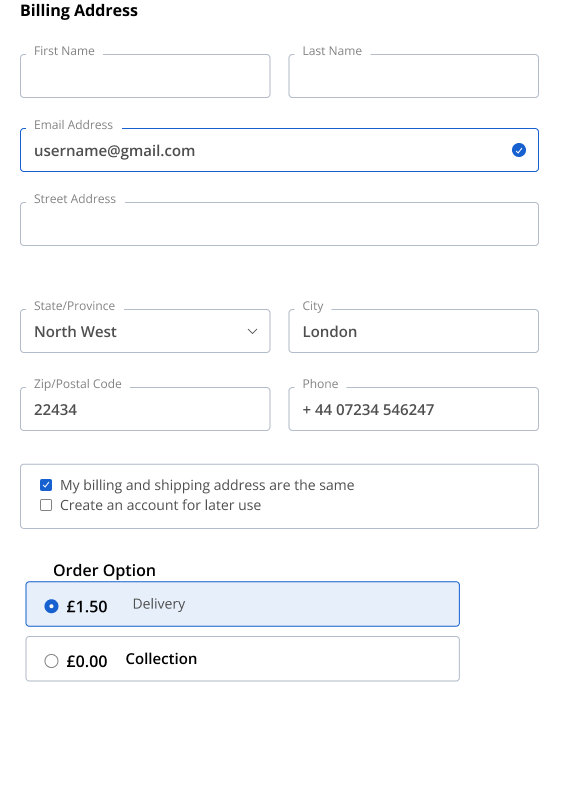 Billing Address
First Name Last Name
Email Address
username@gmail.com
Street Address
State/Province City
North West London
Zip/Postal Code Phone
22434 + 44 07234 546247
My billing and shipping address are the same
Create an account for later use
Order Option
£1.50 Delivery
£0.00 Collection